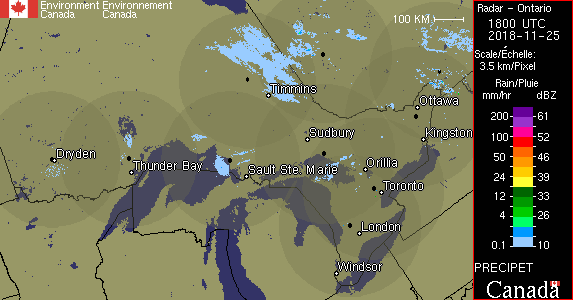 Environment Environnement
Canada Canada
100 KM
Timmins
Ottawa
Sudbury
Kingston
Dryden
Thunder Bay
Sault Ste. Marie
Orillia
Toronto
London
Windsor
Radar - Ontario
1800 UTC
2018-11-25
Scale/Échelle:
3.5 km/Pixel
Rain/Pluie
mm/hr dBZ
200 61
100 52
50 46
24 39
12 33
4 26
2 20
0.1 10
PRECIPET
Canada